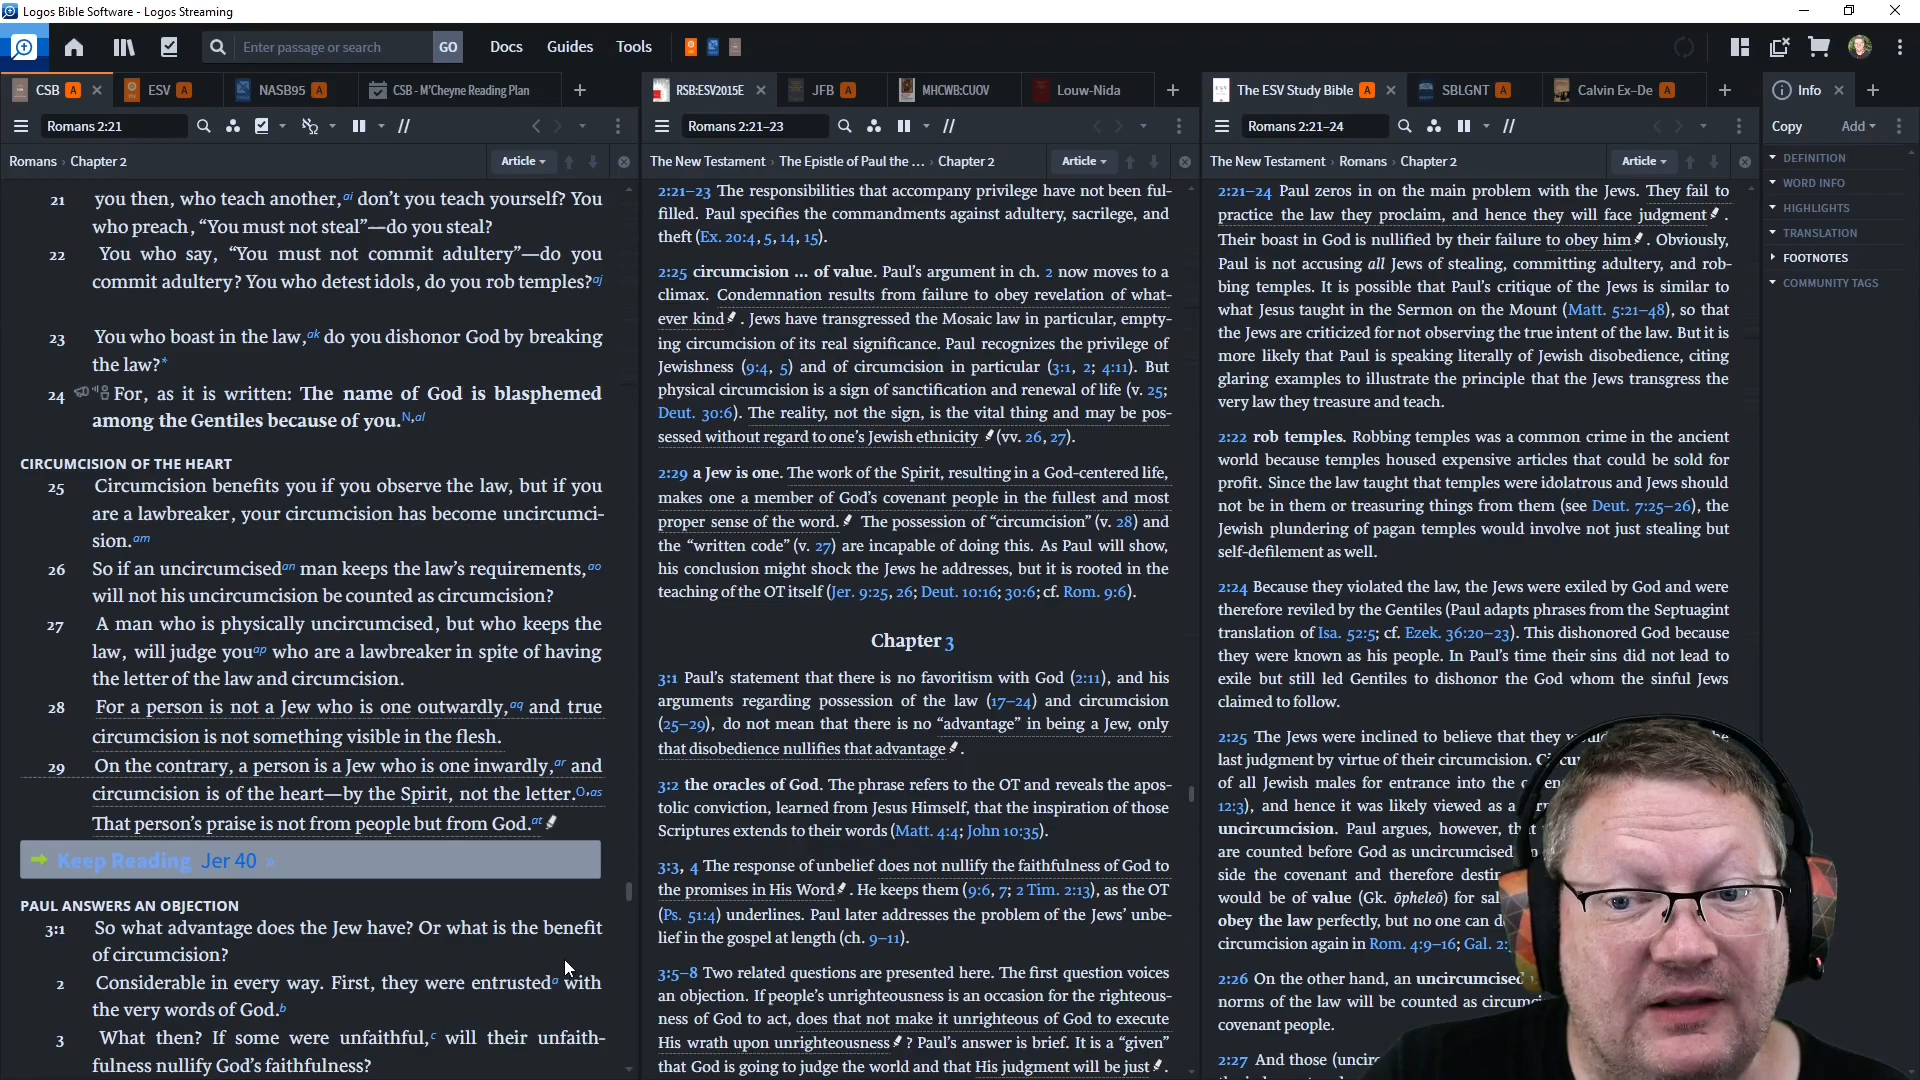 Logos Bible Software - Logos Streaming
Enter passage or search
GO
Docs
Guides
Tools
CSB A
ESV A
NASB95 A
CSB - M'Cheyne Reading Plan
Romans 2:21
Romans › Chapter 2
Article
21 you then, who teach another,ai don’t you teach yourself? You
who preach, “You must not steal”—do you steal?
22 You who say, “You must not commit adultery”—do you
commit adultery? You who detest idols, do you rob temples?aj
23 You who boast in the law,ak do you dishonor God by breaking
the law?*
24 For, as it is written: The name of God is blasphemed
among the Gentiles because of you.N,al
CIRCUMCISION OF THE HEART
25 Circumcision benefits you if you observe the law, but if you
are a lawbreaker, your circumcision has become uncircumci-
sion.am
26 So if an uncircumcisedan man keeps the law’s requirements,ao
will not his uncircumcision be counted as circumcision?
27 A man who is physically uncircumcised, but who keeps the
law, will judge youap who are a lawbreaker in spite of having
the letter of the law and circumcision.
28 For a person is not a Jew who is one outwardly,aq and true
circumcision is not something visible in the flesh.
29 On the contrary, a person is a Jew who is one inwardly,ar and
circumcision is of the heart—by the Spirit, not the letter.O,as
That person’s praise is not from people but from God.at
Keep Reading Jer 40 »
PAUL ANSWERS AN OBJECTION
3:1 So what advantage does the Jew have? Or what is the benefit
of circumcision?
2 Considerable in every way. First, they were entrusteda with
the very words of God.b
3 What then? If some were unfaithful,c will their unfaith-
fulness nullify God’s faithfulness?
RSB:ESV2015E
JFB A
MHCWB:CUOV
Louw-Nida
Romans 2:21–23
The New Testament › The Epistle of Paul the ... › Chapter 2
Article
2:21–23 The responsibilities that accompany privilege have not been ful-
filled. Paul specifies the commandments against adultery, sacrilege, and
theft (Ex. 20:4, 5, 14, 15).
2:25 circumcision ... of value. Paul’s argument in ch. 2 now moves to a
climax. Condemnation results from failure to obey revelation of what-
ever kind. Jews have transgressed the Mosaic law in particular, empty-
ing circumcision of its real significance. Paul recognizes the privilege of
Jewishness (9:4, 5) and of circumcision in particular (3:1, 2; 4:11). But
physical circumcision is a sign of sanctification and renewal of life (v. 25;
Deut. 30:6). The reality, not the sign, is the vital thing and may be pos-
sessed without regard to one’s Jewish ethnicity (vv. 26, 27).
2:29 a Jew is one. The work of the Spirit, resulting in a God-centered life,
makes one a member of God’s covenant people in the fullest and most
proper sense of the word. The possession of “circumcision” (v. 28) and
the “written code” (v. 27) are incapable of doing this. As Paul will show,
his conclusion might shock the Jews he addresses, but it is rooted in the
teaching of the OT itself (Jer. 9:25, 26; Deut. 10:16; 30:6; cf. Rom. 9:6).
Chapter 3
3:1 Paul’s statement that there is no favoritism with God (2:11), and his
arguments regarding possession of the law (17–24) and circumcision
(25–29), do not mean that there is no “advantage” in being a Jew, only
that disobedience nullifies that advantage.
3:2 the oracles of God. The phrase refers to the OT and reveals the apos-
tolic conviction, learned from Jesus Himself, that the inspiration of those
Scriptures extends to their words (Matt. 4:4; John 10:35).
3:3, 4 The response of unbelief does not nullify the faithfulness of God to
the promises in His Word. He keeps them (9:6, 7; 2 Tim. 2:13), as the OT
(Ps. 51:4) underlines. Paul later addresses the problem of the Jews’ unbe-
lief in the gospel at length (ch. 9–11).
3:5–8 Two related questions are presented here. The first question voices
an objection. If people’s unrighteousness is an occasion for the righteous-
ness of God to act, does that not make it unrighteous of God to execute
His wrath upon unrighteousness? Paul’s answer is brief. It is a “given”
that God is going to judge the world and that His judgment will be just.
The ESV Study Bible A
SBLGNT A
Calvin Ex–De A
Romans 2:21–24
The New Testament › Romans › Chapter 2
Article
2:21–24 Paul zeros in on the main problem with the Jews. They fail to
practice the law they proclaim, and hence they will face judgment.
Their boast in God is nullified by their failure to obey him. Obviously,
Paul is not accusing all Jews of stealing, committing adultery, and rob-
bing temples. It is possible that Paul’s critique of the Jews is similar to
what Jesus taught in the Sermon on the Mount (Matt. 5:21–48), so that
the Jews are criticized for not observing the true intent of the law. But it is
more likely that Paul is speaking literally of Jewish disobedience, citing
glaring examples to illustrate the principle that the Jews transgress the
very law they treasure and teach.
2:22 rob temples. Robbing temples was a common crime in the ancient
world because temples housed expensive articles that could be sold for
profit. Since the law taught that temples were idolatrous and Jews should
not be in them or treasuring things from them (see Deut. 7:25–26), the
Jewish plundering of pagan temples would involve not just stealing but
self-defilement as well.
2:24 Because they violated the law, the Jews were exiled by God and were
therefore reviled by the Gentiles (Paul adapts phrases from the Septuagint
translation of Isa. 52:5; cf. Ezek. 36:20–23). This dishonored God because
they were known as his people. In Paul’s time their sins did not lead to
exile but still led Gentiles to dishonor the God whom the sinful Jews
claimed to follow.
2:25 The Jews were inclined to believe that they
last judgment by virtue of their circumcision.
of all Jewish males for entrance into the
12:3), and hence it was likely viewed as a
uncircumcision. Paul argues, however,
are counted before God as uncircumcised
side the covenant and therefore
would be of value (Gk. ōpheleō) for
obey the law perfectly, but no one can
circumcision again in Rom. 4:9–16; Gal. 2:
2:26 On the other hand, an uncircumcised
norms of the law will be counted as
covenant people.
2:27 And those
Info
Copy
Add
DEFINITION
WORD INFO
HIGHLIGHTS
TRANSLATION
FOOTNOTES
COMMUNITY TAGS